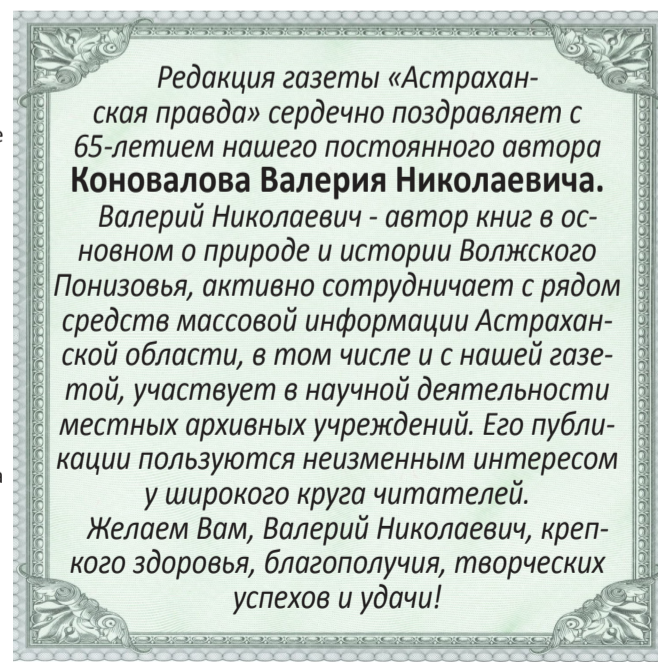 Редакция газеты «Астрахан-
ская правда» сердечно поздравляет с
65-летием нашего постоянного автора
Коновалова Валерия Николаевича.
Валерий Николаевич - автор книг в ос-
новном о природе и истории Волжского
Понизовья, активно сотрудничает с рядом
средств массовой информации Астрахан-
ской области, в том числе и с нашей газе-
той, участвует в научной деятельности
местных архивных учреждений. Его публи-
кации пользуются неизменным интересом
у широкого круга читателей.
Желаем Вам, Валерий Николаевич, креп-
кого здоровья, благополучия, творческих
успехов и удачи!